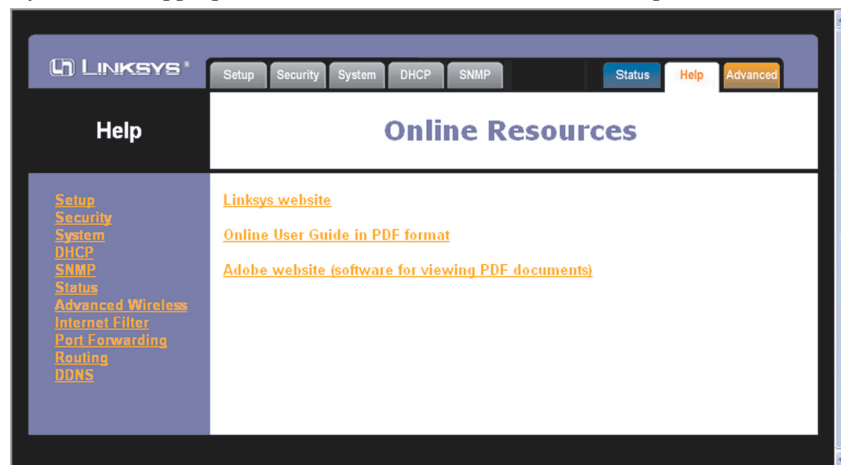 LINKSYS®
Setup Security System DHCP SNMP Status Help Advanced
Help
Online Resources
Setup
Security
System
DHCP
SNMP
Status
Advanced Wireless
Internet Filter
Port Forwarding
Routing
DDNS
Linksys website
Online User Guide in PDF format
Adobe website (software for viewing PDF documents)